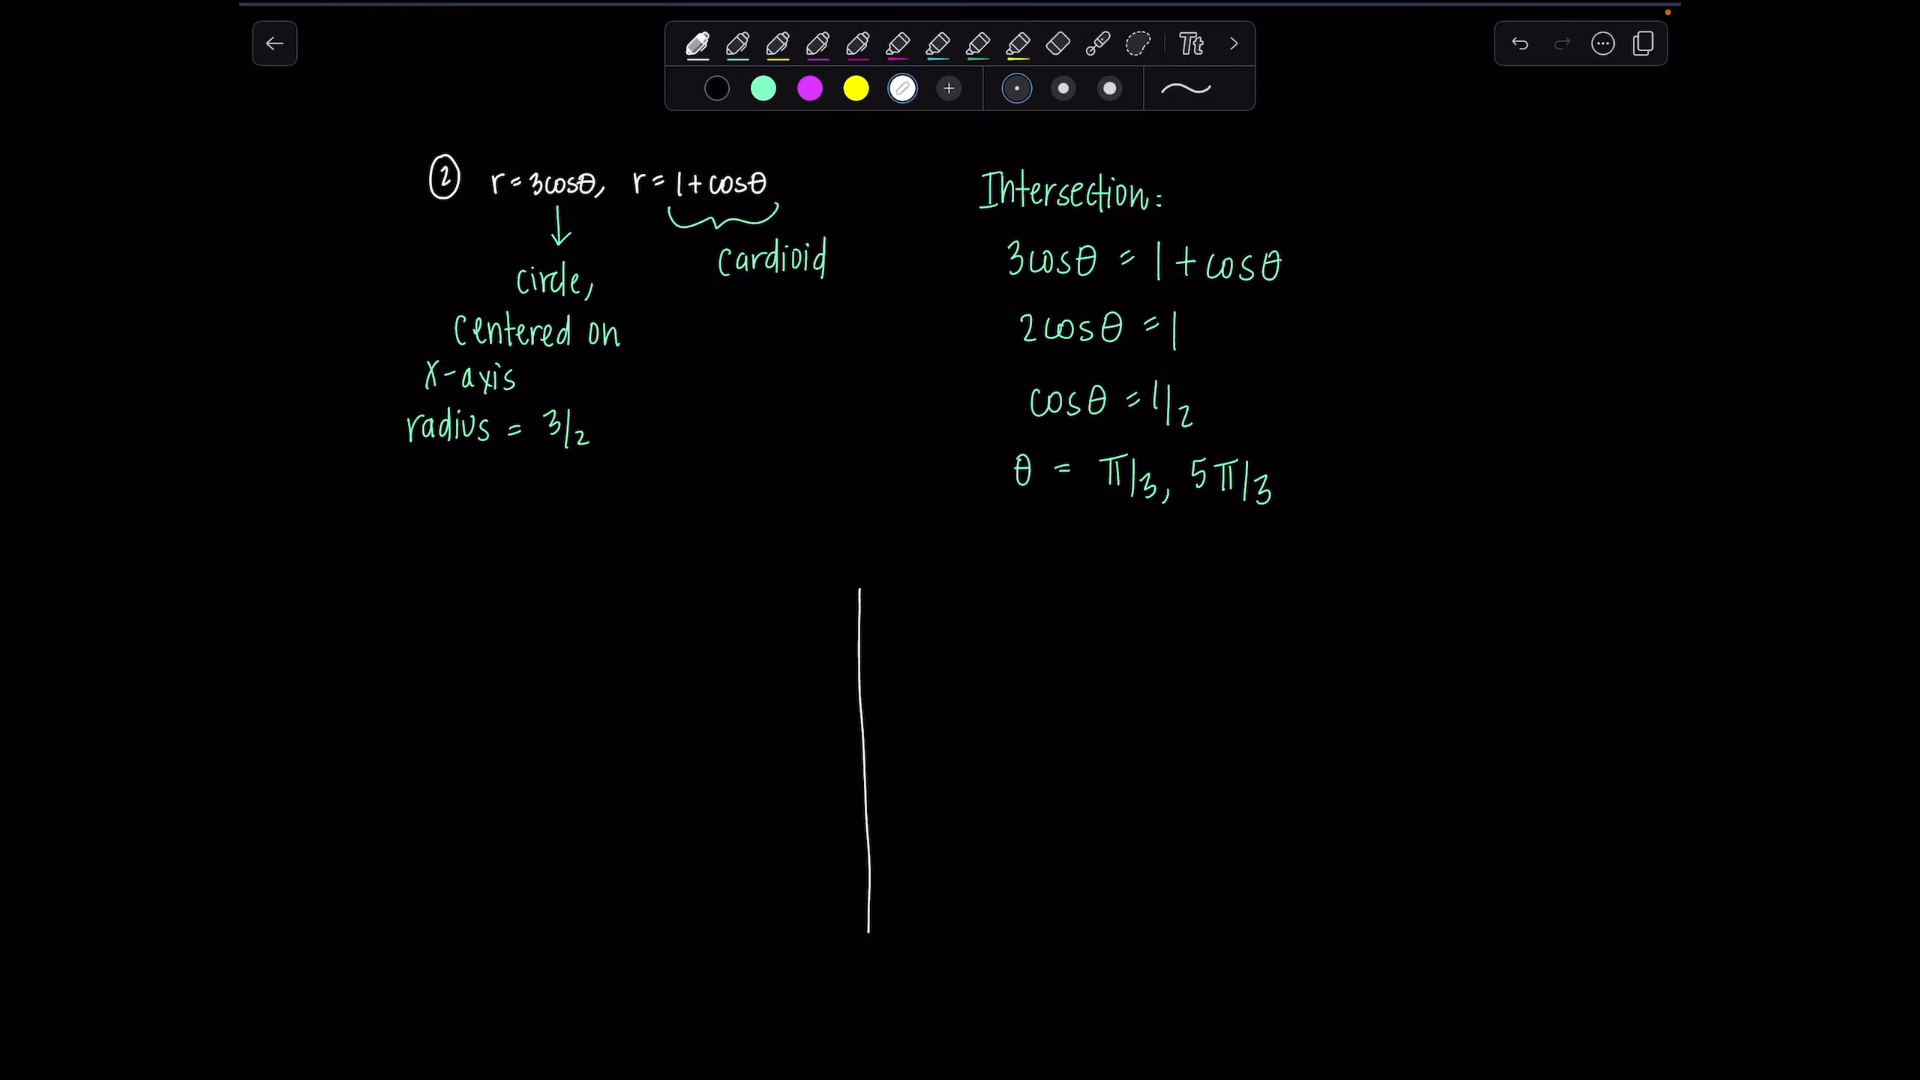 Tt
② r = 3cosθ, r = 1 + cosθ
cardioid
circle,
centered on
x-axis
radius = 3/2
Intersection:
3cosθ = 1 + cosθ
2cosθ = 1
cosθ = 1/2
θ = π/3, 5π/3